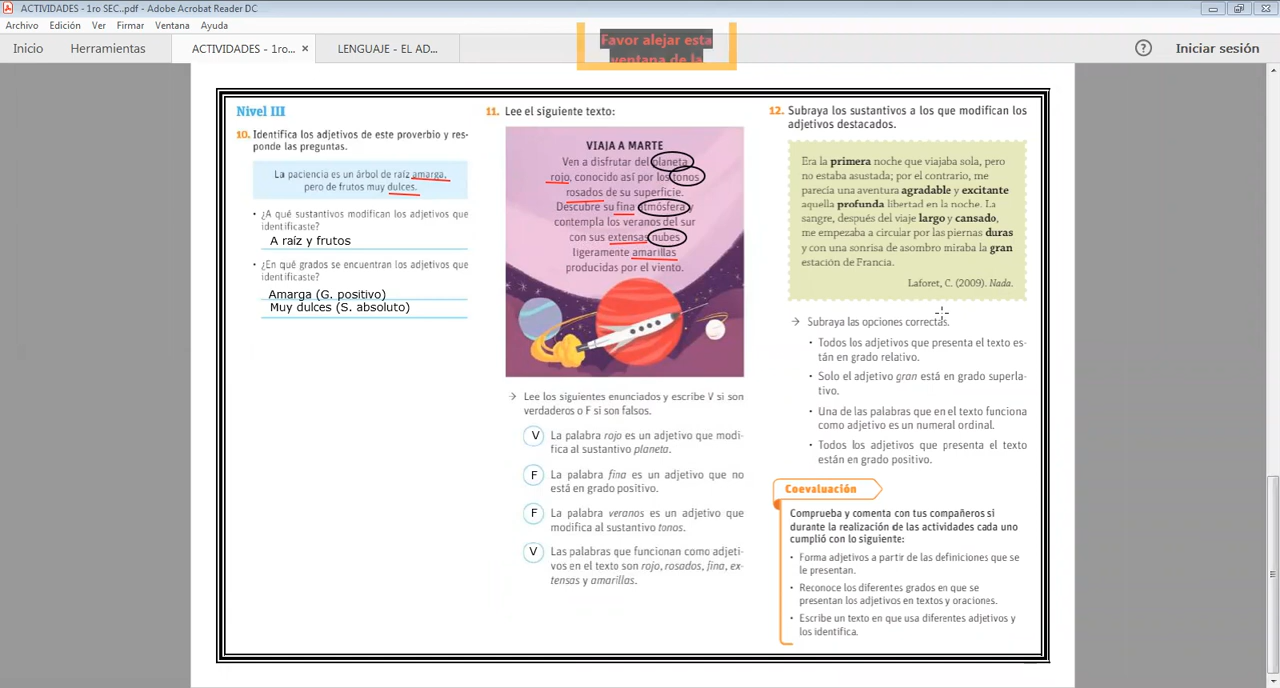 ACTIVIDADES - 1ro SEC..pdf - Adobe Acrobat Reader DC
Archivo Edición Ver Firmar Ventana Ayuda
Inicio Herramientas ACTIVIDADES - 1ro... × LENGUAJE - EL AD... ? Iniciar sesión
Favor alejar esta
ventana de la
Nivel III
10. Identifica los adjetivos de este proverbio y res-
ponde las preguntas.
La paciencia es un árbol de raíz amarga,
pero de frutos muy dulces.
• ¿A qué sustantivos modifican los adjetivos que
identificaste?
A raíz y frutos
• ¿En qué grados se encuentran los adjetivos que
identificaste?
Amarga (G. positivo)
Muy dulces (S. absoluto)
11. Lee el siguiente texto:
VIAJA A MARTE
Ven a disfrutar del planeta
rojo, conocido así por los tonos
rosados de su superficie.
Descubre su fina atmósfera y
contempla los veranos del sur
con sus extensas nubes
ligeramente amarillas
producidas por el viento.
→ Lee los siguientes enunciados y escribe V si son
verdaderos o F si son falsos.
V La palabra rojo es un adjetivo que modi-
fica al sustantivo planeta.
F La palabra fina es un adjetivo que no
está en grado positivo.
F La palabra veranos es un adjetivo que
modifica al sustantivo tonos.
V Las palabras que funcionan como adjeti-
vos en el texto son rojo, rosados, fina, ex-
tensas y amarillas.
12. Subraya los sustantivos a los que modifican los
adjetivos destacados.
Era la primera noche que viajaba sola, pero
no estaba asustada; por el contrario, me
parecía una aventura agradable y excitante
aquella profunda libertad en la noche. La
sangre, después del viaje largo y cansado,
me empezaba a circular por las piernas duras
y con una sonrisa de asombro miraba la gran
estación de Francia.
Laforet, C. (2009). Nada.
→ Subraya las opciones correctas.
• Todos los adjetivos que presenta el texto es-
tán en grado relativo.
• Solo el adjetivo gran está en grado superla-
tivo.
• Una de las palabras que en el texto funciona
como adjetivo es un numeral ordinal.
• Todos los adjetivos que presenta el texto
están en grado positivo.
Coevaluación
Comprueba y comenta con tus compañeros si
durante la realización de las actividades cada uno
cumplió con lo siguiente:
• Forma adjetivos a partir de las definiciones que se
le presentan.
• Reconoce los diferentes grados en que se
presentan los adjetivos en textos y oraciones.
• Escribe un texto en que usa diferentes adjetivos y
los identifica.